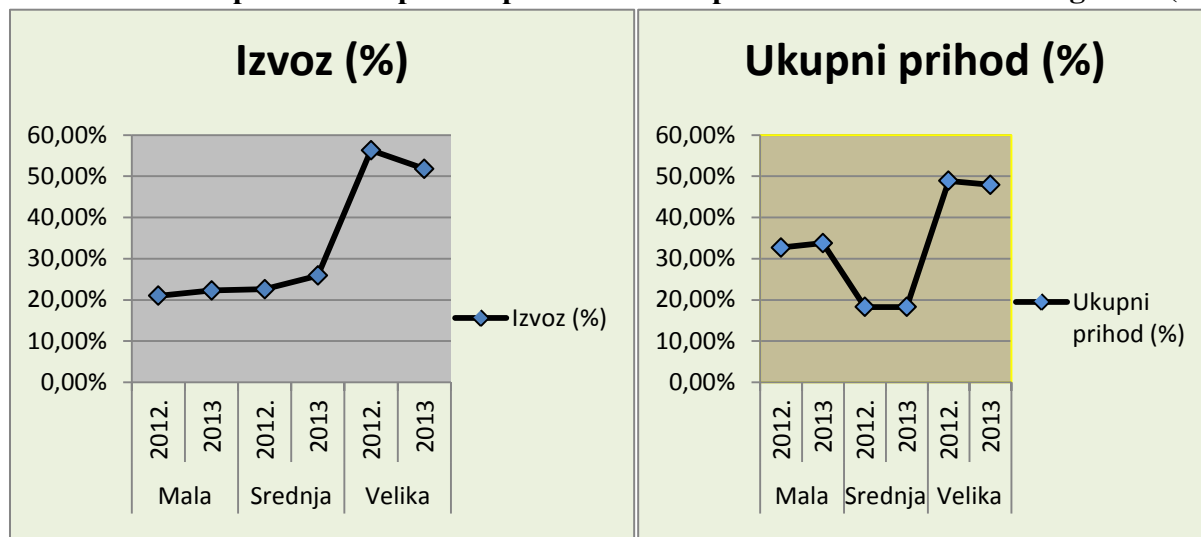 Izvoz (%)
60,00%
50,00%
40,00%
30,00%
20,00%
10,00%
0,00%
2012.
2013
2012.
2013
2012.
2013
Mala
Srednja
Velika
Izvoz (%)
Ukupni prihod (%)
60,00%
50,00%
40,00%
30,00%
20,00%
10,00%
0,00%
2012.
2013
2012.
2013
2012.
2013
Mala
Srednja
Velika
Ukupni
prihod (%)